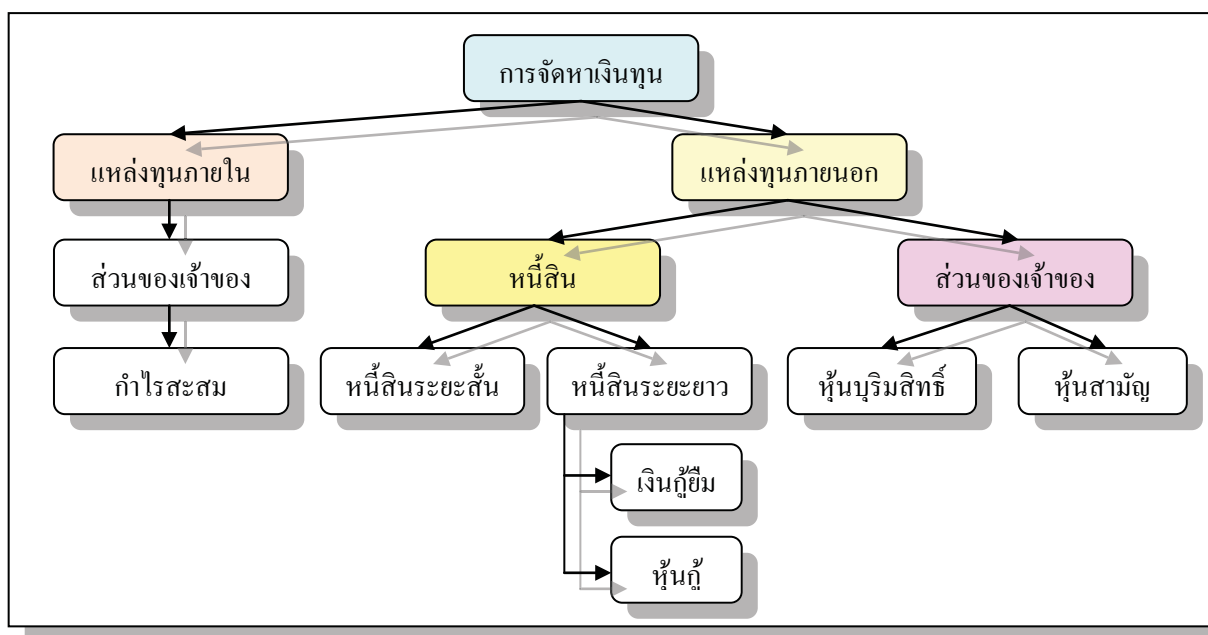 การจัดหาเงินทุน
แหล่งทุนภายใน
แหล่งทุนภายนอก
ส่วนของเจ้าของ
หนี้สิน
ส่วนของเจ้าของ
กำไรสะสม
หนี้สินระยะสั้น
หนี้สินระยะยาว
หุ้นบุริมสิทธิ์
หุ้นสามัญ
เงินกู้ยืม
หุ้นกู้